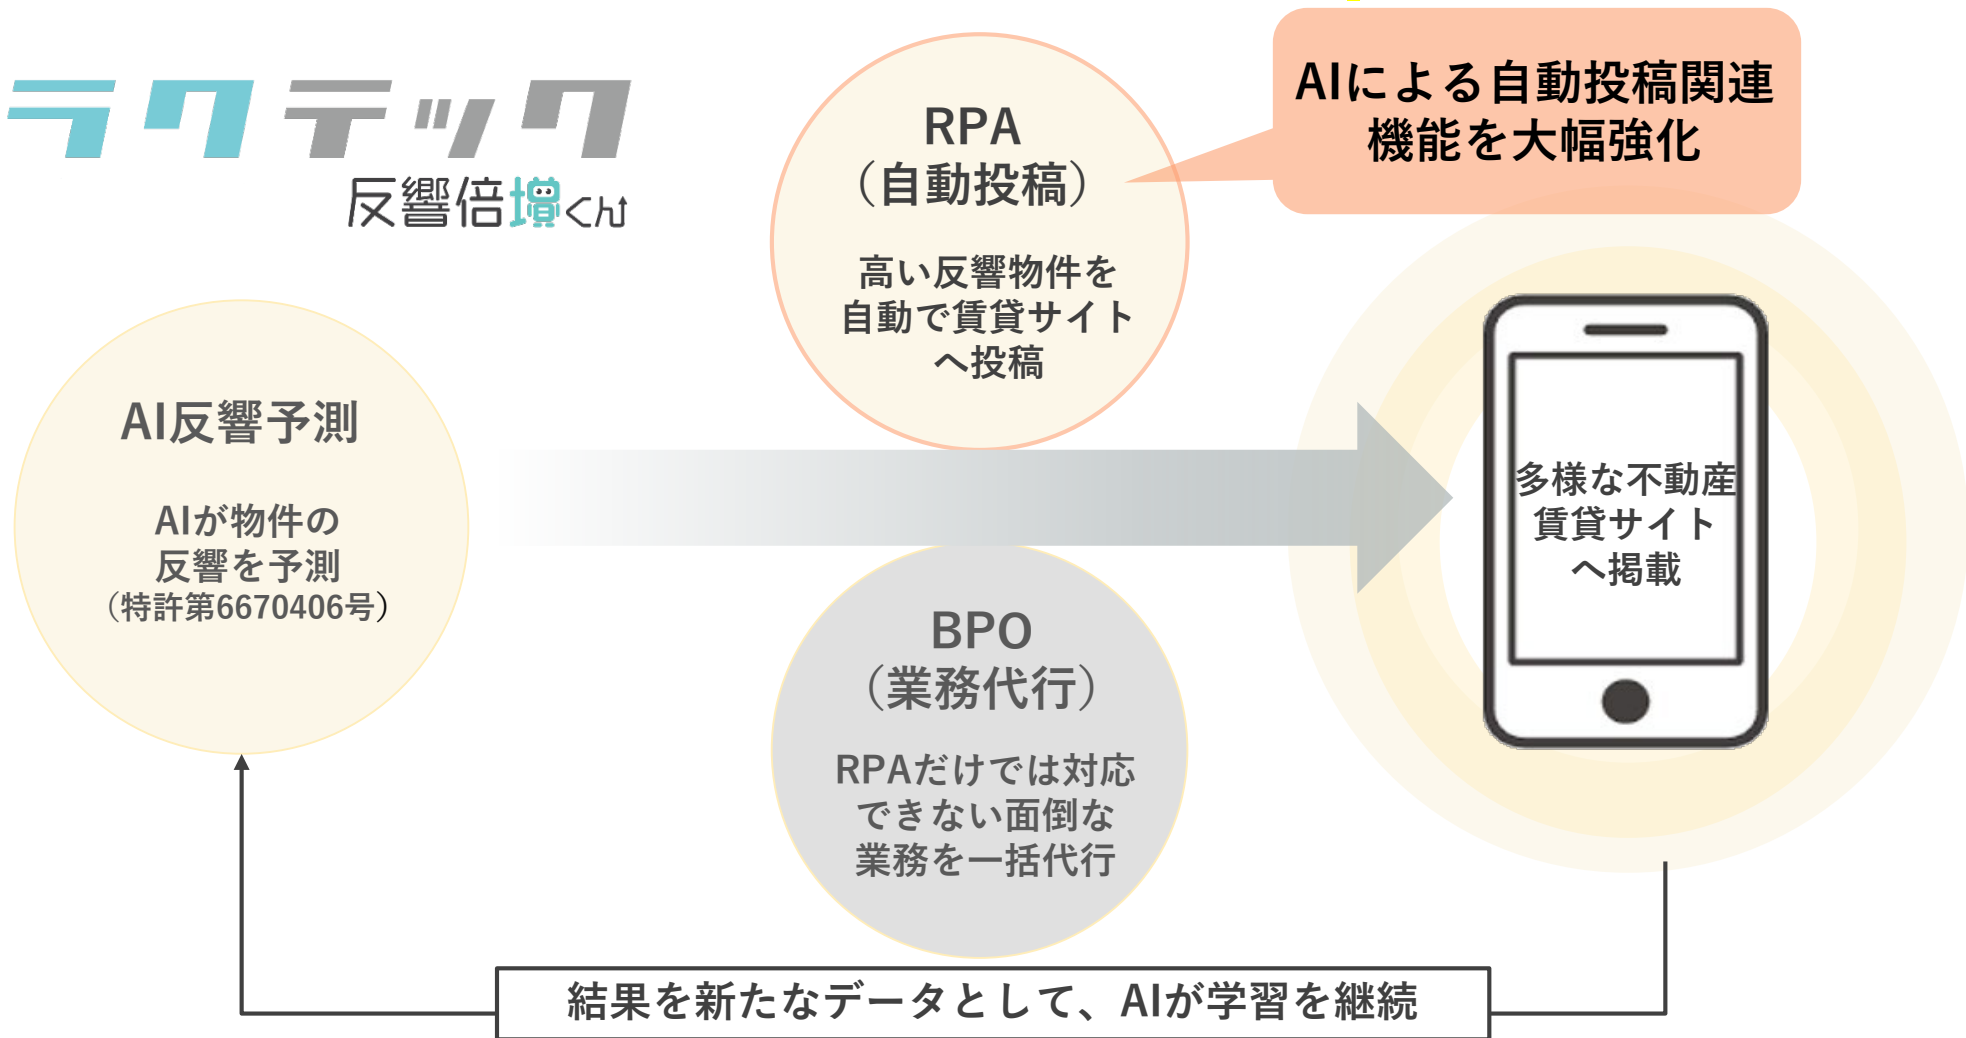 ラクテック
反響倍増くん
RPA
（自動投稿）
高い反響物件を
自動で賃貸サイト
へ投稿
AIによる自動投稿関連
機能を大幅強化
AI反響予測
AIが物件の
反響を予測
（特許第6670406号）
多様な不動産
賃貸サイト
へ掲載
BPO
（業務代行）
RPAだけでは対応
できない面倒な
業務を一括代行
結果を新たなデータとして、AIが学習を継続